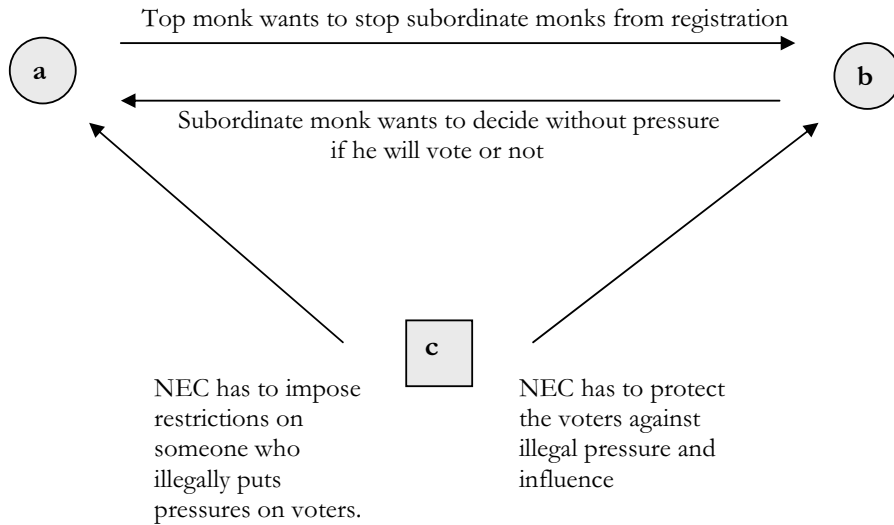 Top monk wants to stop subordinate monks from registration
a
b
Subordinate monk wants to decide without pressure
if he will vote or not
c
NEC has to impose
restrictions on
someone who
illegally puts
pressures on voters.
NEC has to protect
the voters against
illegal pressure and
influence